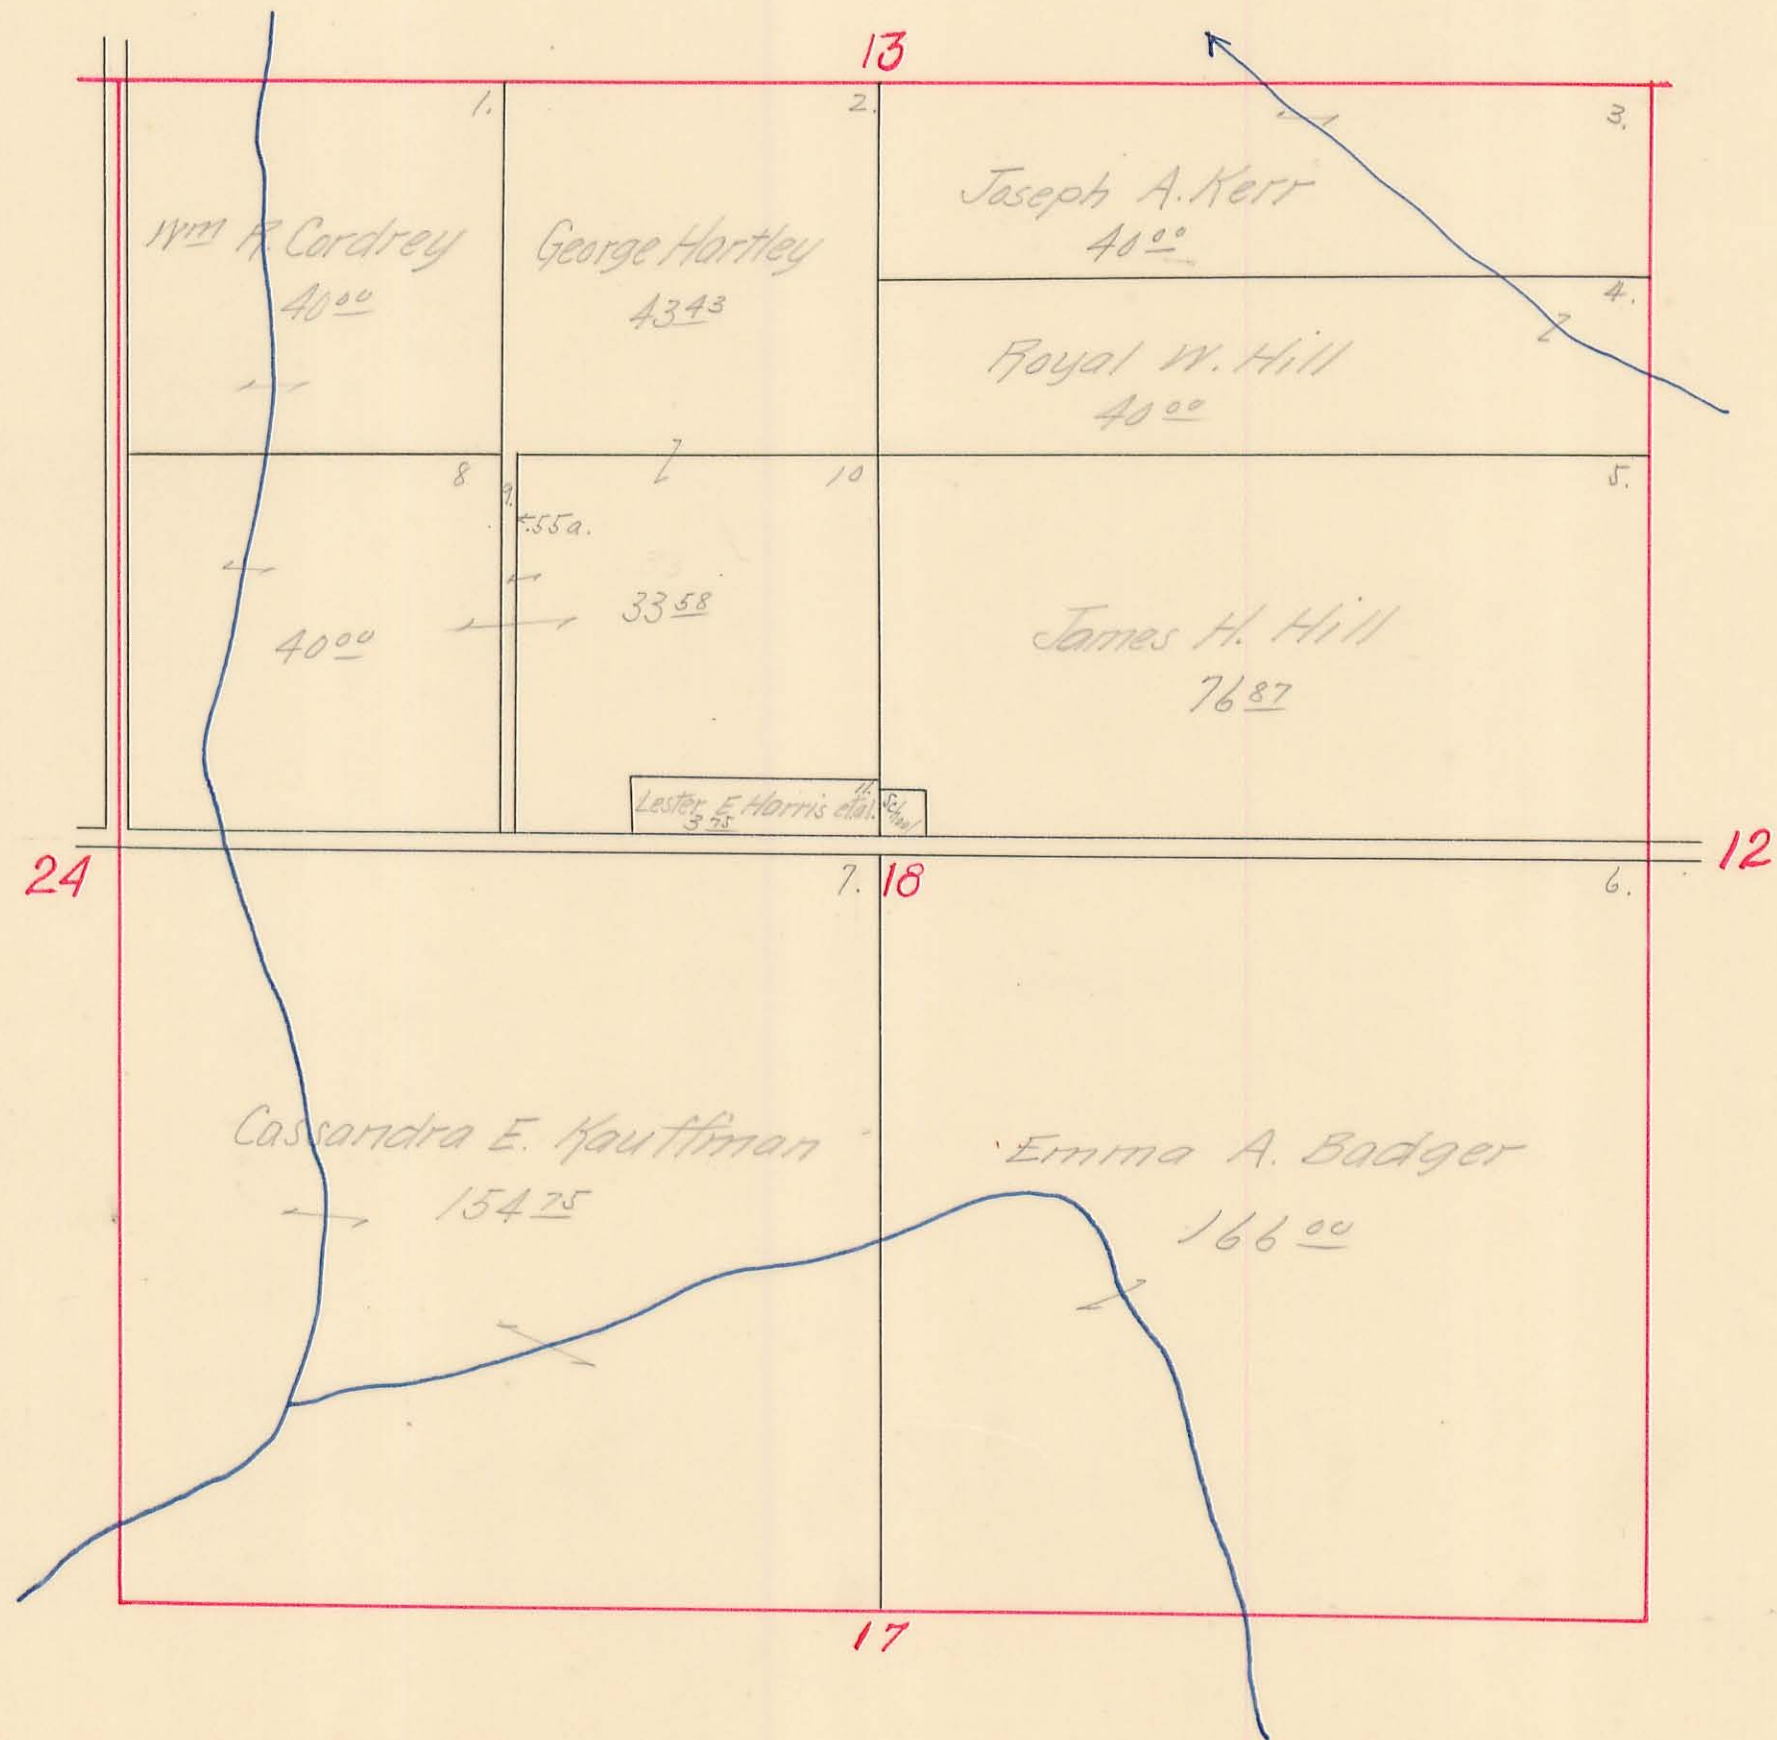 13
1.
2.
3.
Wm R. Cordrey
40 00
George Hartley
43 43
Joseph A. Kerr
40 00
4.
Royal W. Hill
40 00
8
9.
10
5.
.55a.
40 00
33 58
James H. Hill
76 87
11.
Lester E Harris et.al.
3 75
School
24
7.
18
6.
12
Cassandra E. Kauffman
154 75
Emma A. Badger
166 00
17